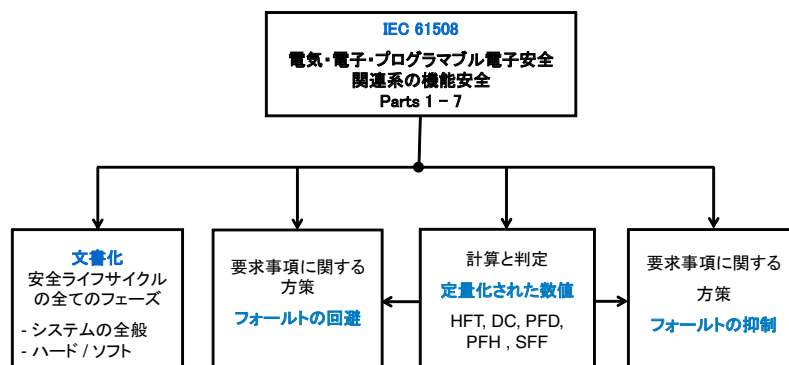 IEC 61508
電気・電子・プログラマブル電子安全
関連系の機能安全
Parts 1 – 7
文書化
安全ライフサイクル
の全てのフェーズ
- システムの全般
- ハード / ソフト
要求事項に関する
方策
フォールトの回避
計算と判定
定量化された数値
HFT, DC, PFD,
PFH , SFF
要求事項に関する
方策
フォールトの抑制